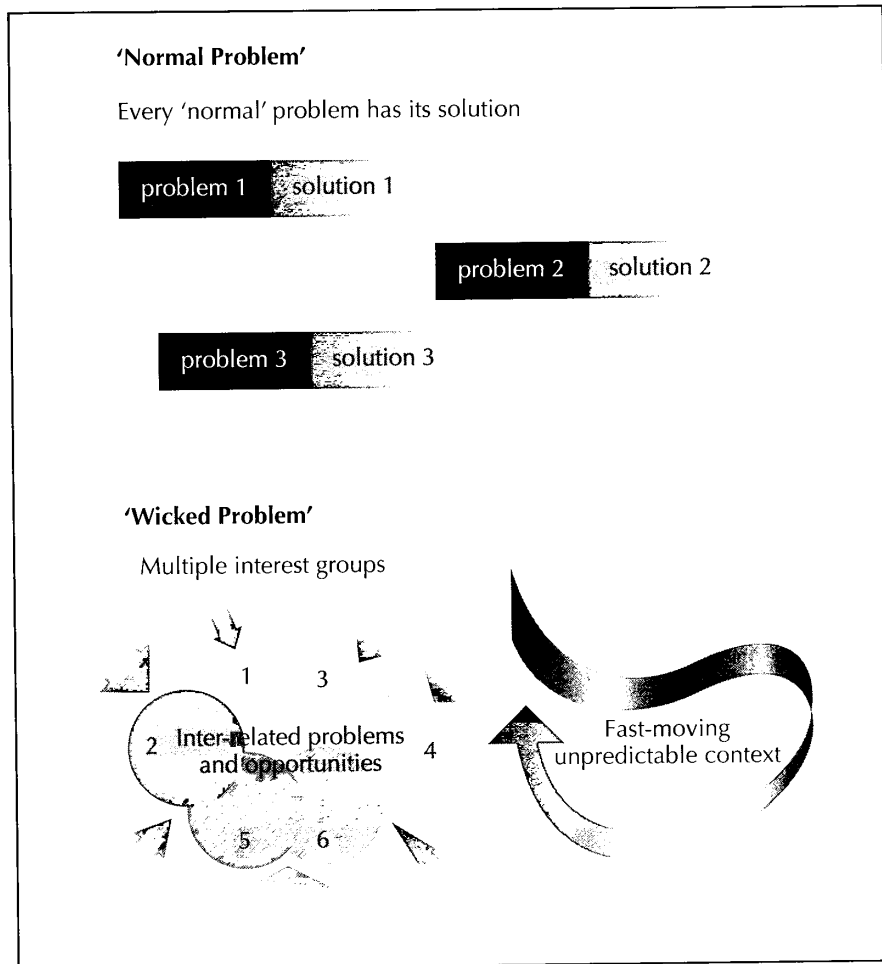 'Normal Problem'
Every 'normal' problem has its solution
problem 1 solution 1
problem 2 solution 2
problem 3 solution 3
'Wicked Problem'
Multiple interest groups
1 3
2 Inter-related problems and opportunities 4
5 6
Fast-moving
unpredictable context